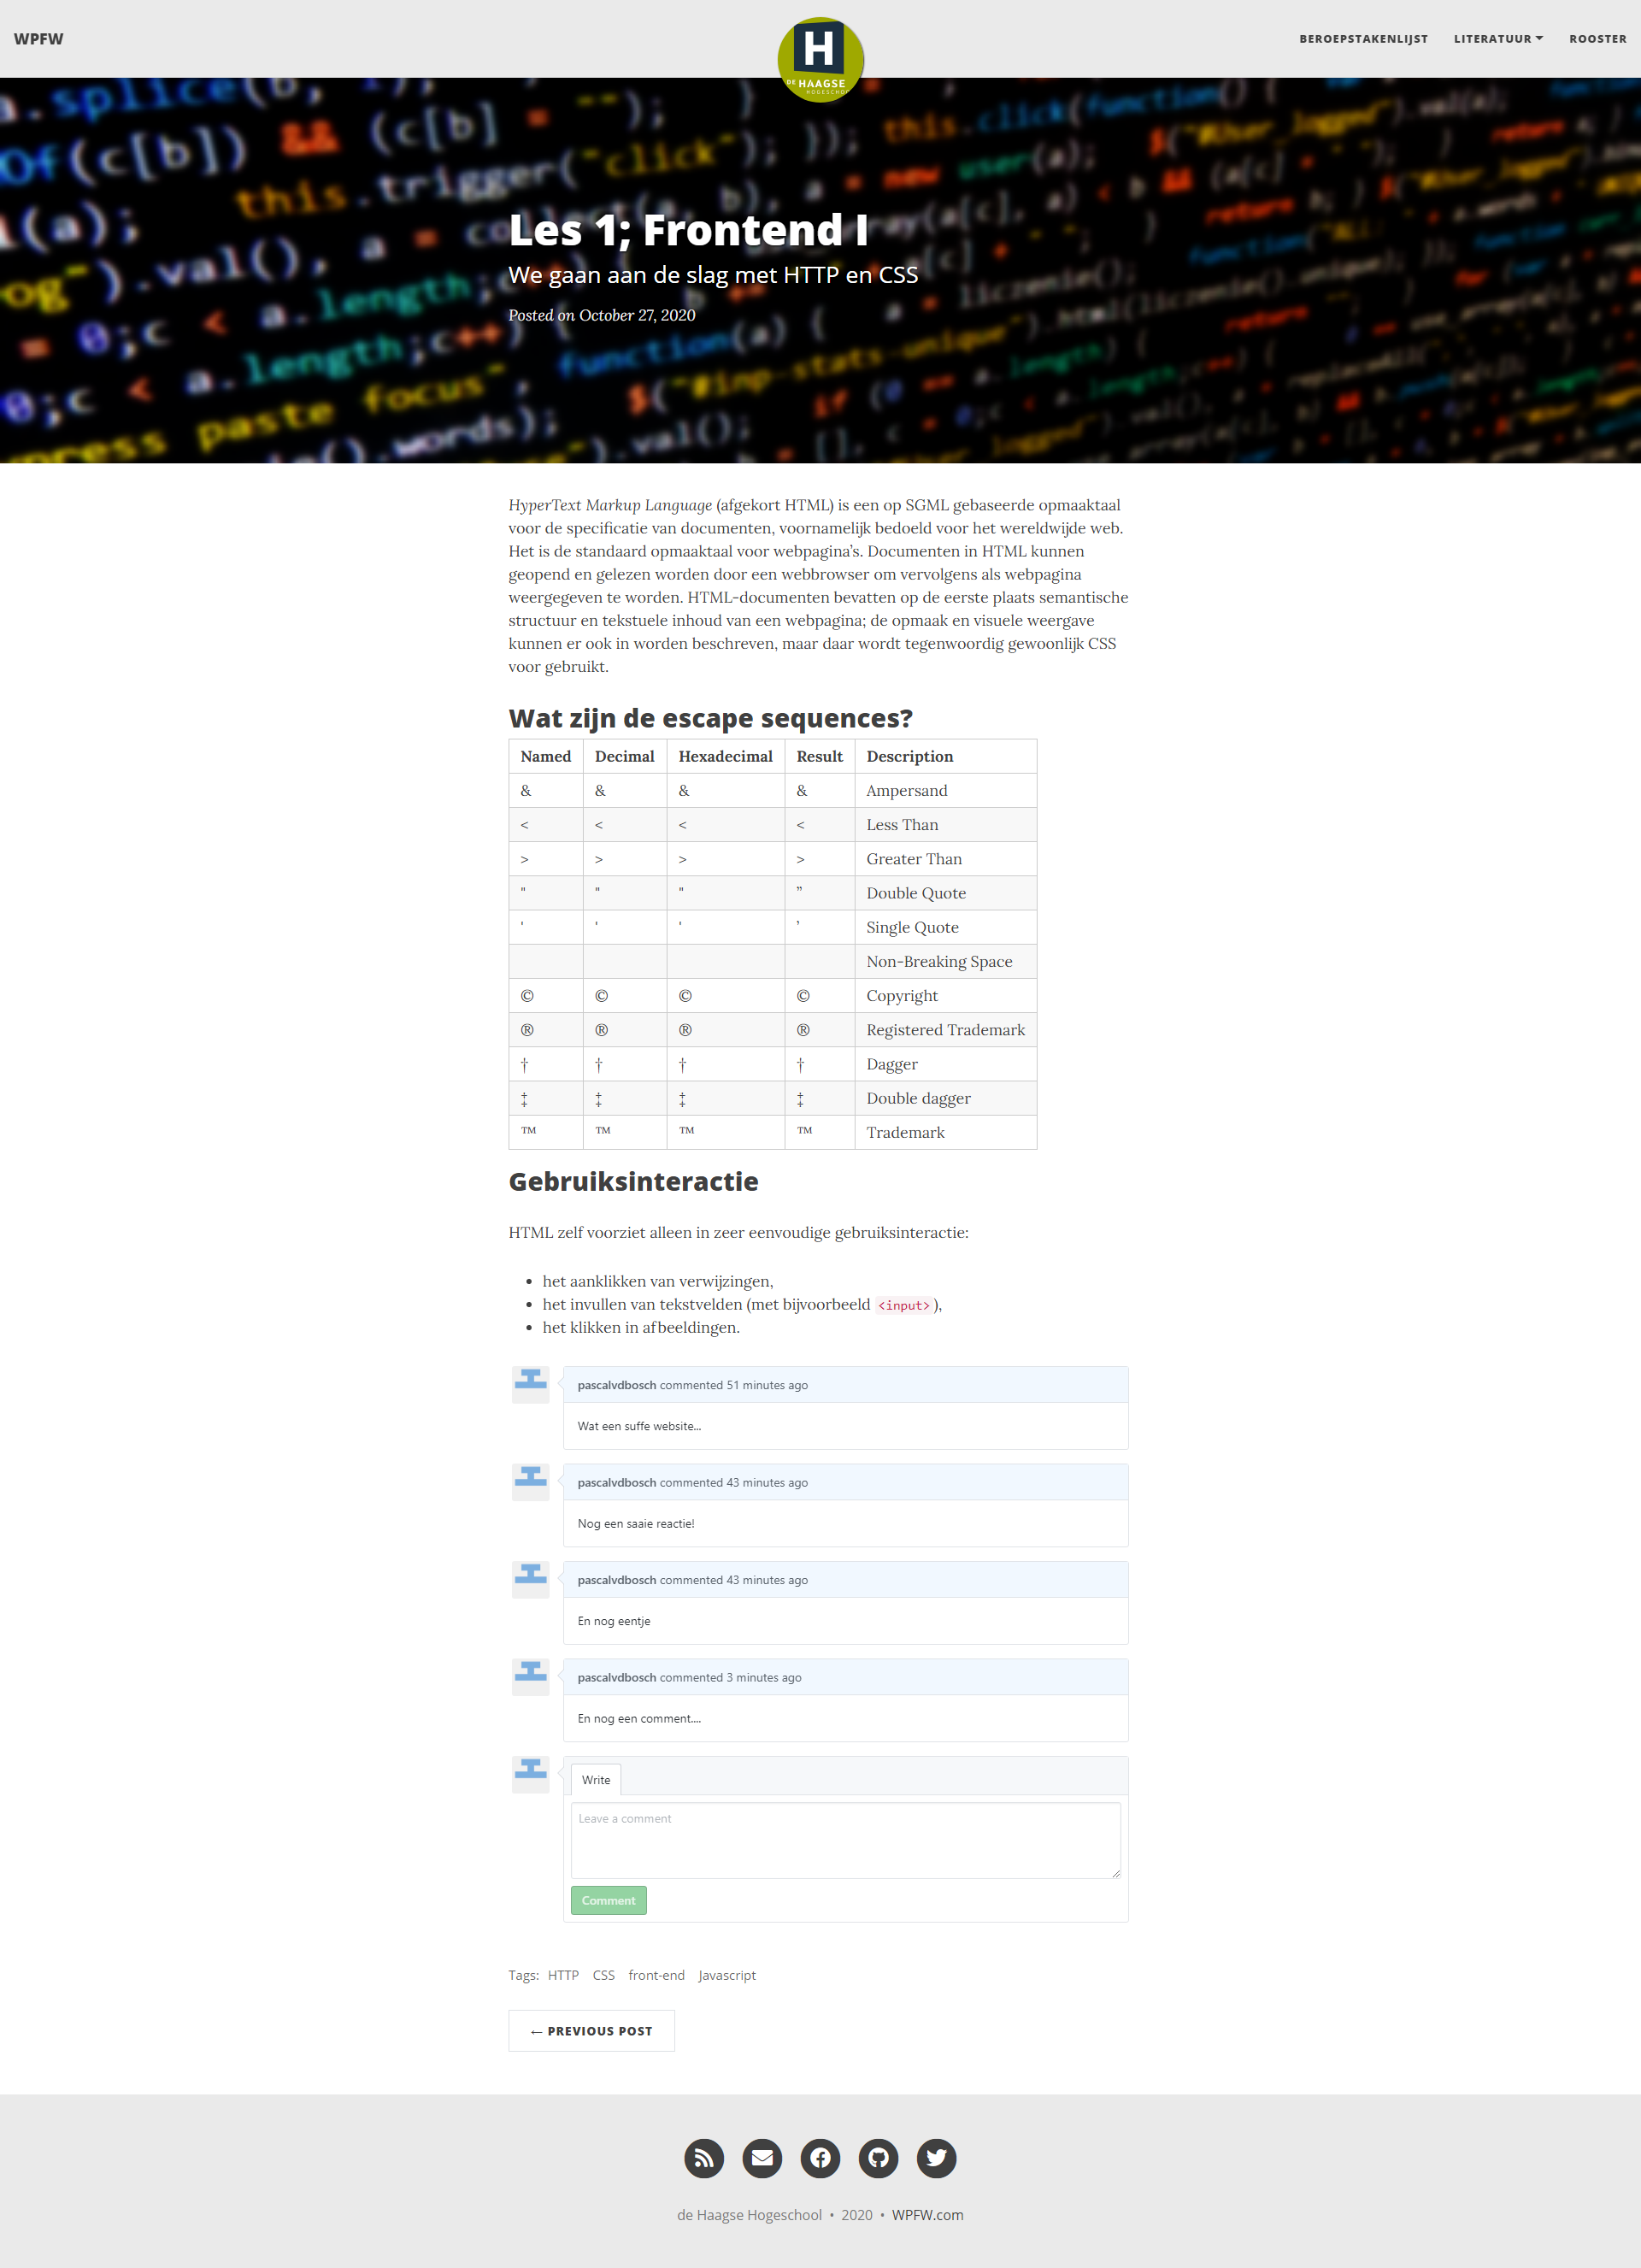 WPFW
BEROEPSTAKENLIJST LITERATUUR ROOSTER
H
DE HAAGSE
HOGESCHOOL
Les 1; Frontend I
We gaan aan de slag met HTTP en CSS
Posted on October 27, 2020
HyperText Markup Language (afgekort HTML) is een op SGML gebaseerde opmaaktaal
voor de specificatie van documenten, voornamelijk bedoeld voor het wereldwijde web.
Het is de standaard opmaaktaal voor webpagina’s. Documenten in HTML kunnen
geopend en gelezen worden door een webbrowser om vervolgens als webpagina
weergegeven te worden. HTML-documenten bevatten op de eerste plaats semantische
structuur en tekstuele inhoud van een webpagina; de opmaak en visuele weergave
kunnen er ook in worden beschreven, maar daar wordt tegenwoordig gewoonlijk CSS
voor gebruikt.
Wat zijn de escape sequences?
Named Decimal Hexadecimal Result Description
& & & & Ampersand
< < < < Less Than
> > > > Greater Than
" " " ” Double Quote
' ' ' ’ Single Quote
Non-Breaking Space
© © © © Copyright
® ® ® ® Registered Trademark
† † † † Dagger
‡ ‡ ‡ ‡ Double dagger
™ ™ ™ ™ Trademark
Gebruiksinteractie
HTML zelf voorziet alleen in zeer eenvoudige gebruiksinteractie:
• het aanklikken van verwijzingen,
• het invullen van tekstvelden (met bijvoorbeeld <input>),
• het klikken in afbeeldingen.
pascalvdbosch commented 51 minutes ago
Wat een suffe website...
pascalvdbosch commented 43 minutes ago
Nog een saaie reactie!
pascalvdbosch commented 43 minutes ago
En nog eentje
pascalvdbosch commented 3 minutes ago
En nog een comment....
Write
Leave a comment
Comment
Tags: HTTP CSS front-end Javascript
← PREVIOUS POST
de Haagse Hogeschool • 2020 • WPFW.com